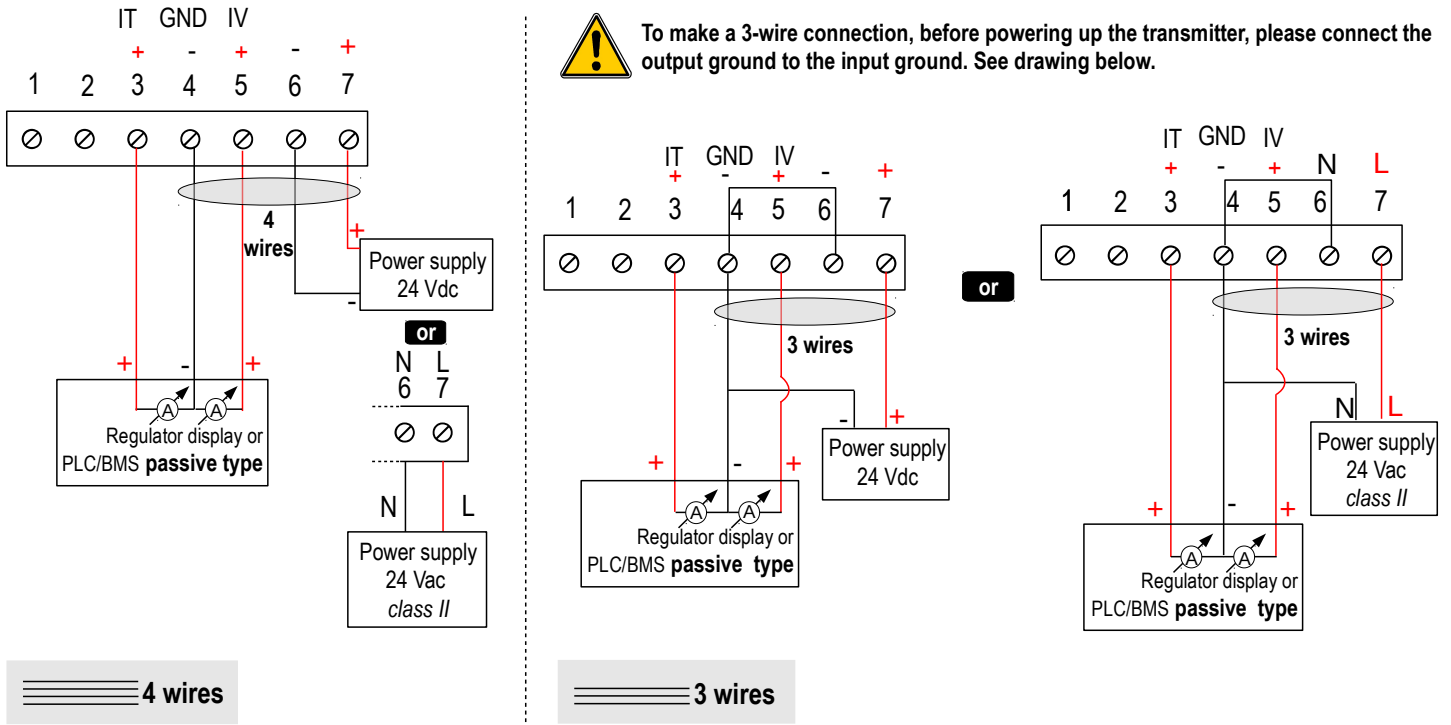 IT GND IV
+ - + - +
1 2 3 4 5 6 7
4
wires
+
-
Power supply
24 Vdc
or
N L
6 7
N L
Power supply
24 Vac
class II
+ - +
A A
Regulator display or
PLC/BMS passive type
4 wires
To make a 3-wire connection, before powering up the transmitter, please connect the
output ground to the input ground. See drawing below.
IT GND IV
+ - + - +
1 2 3 4 5 6 7
3 wires
- +
Power supply
24 Vdc
+ - +
A A
Regulator display or
PLC/BMS passive type
or
IT GND IV
+ - + N L
1 2 3 4 5 6 7
3 wires
N L
Power supply
24 Vac
class II
+ - +
A A
Regulator display or
PLC/BMS passive type
3 wires